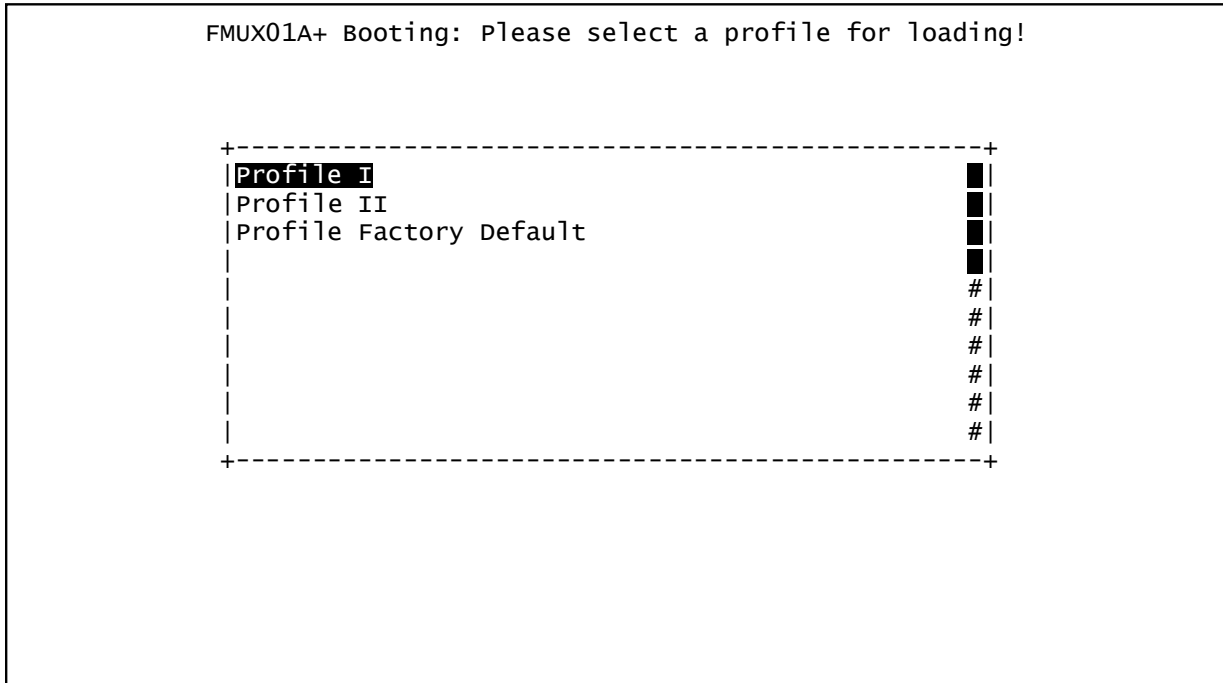 FMUX01A+ Booting: Please select a profile for loading!
+------------------------------------------------+
|Profile I █|
|Profile II █|
|Profile Factory Default █|
| █|
| #|
| #|
| #|
| #|
| #|
| #|
+------------------------------------------------+